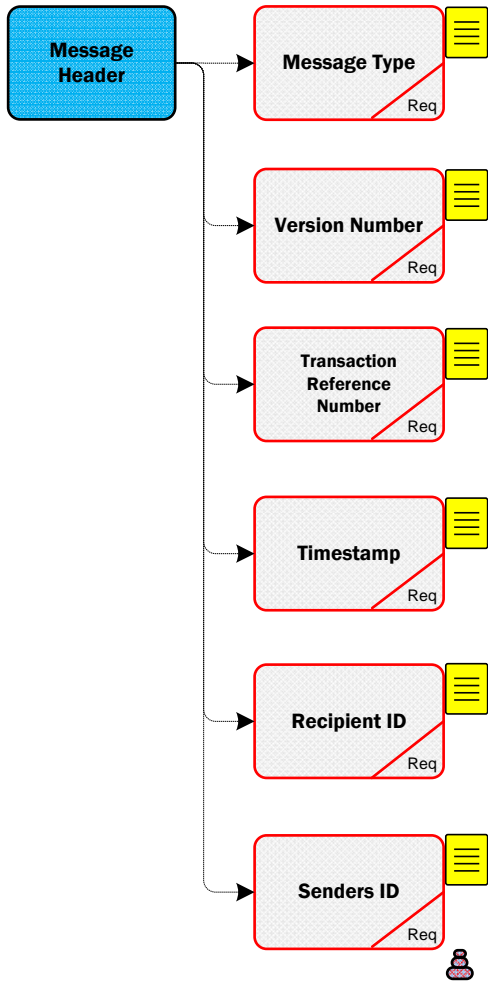 Message
Header
Message Type
Req
Version Number
Req
Transaction
Reference
Number
Req
Timestamp
Req
Recipient ID
Req
Senders ID
Req